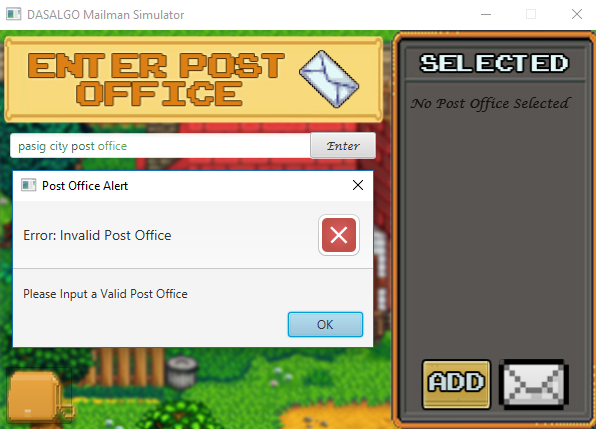 DASALGO Mailman Simulator
ENTER POST
OFFICE
SELECTED
No Post Office Selected
pasig city post office
Enter
Post Office Alert
Error: Invalid Post Office
Please Input a Valid Post Office
OK
ADD